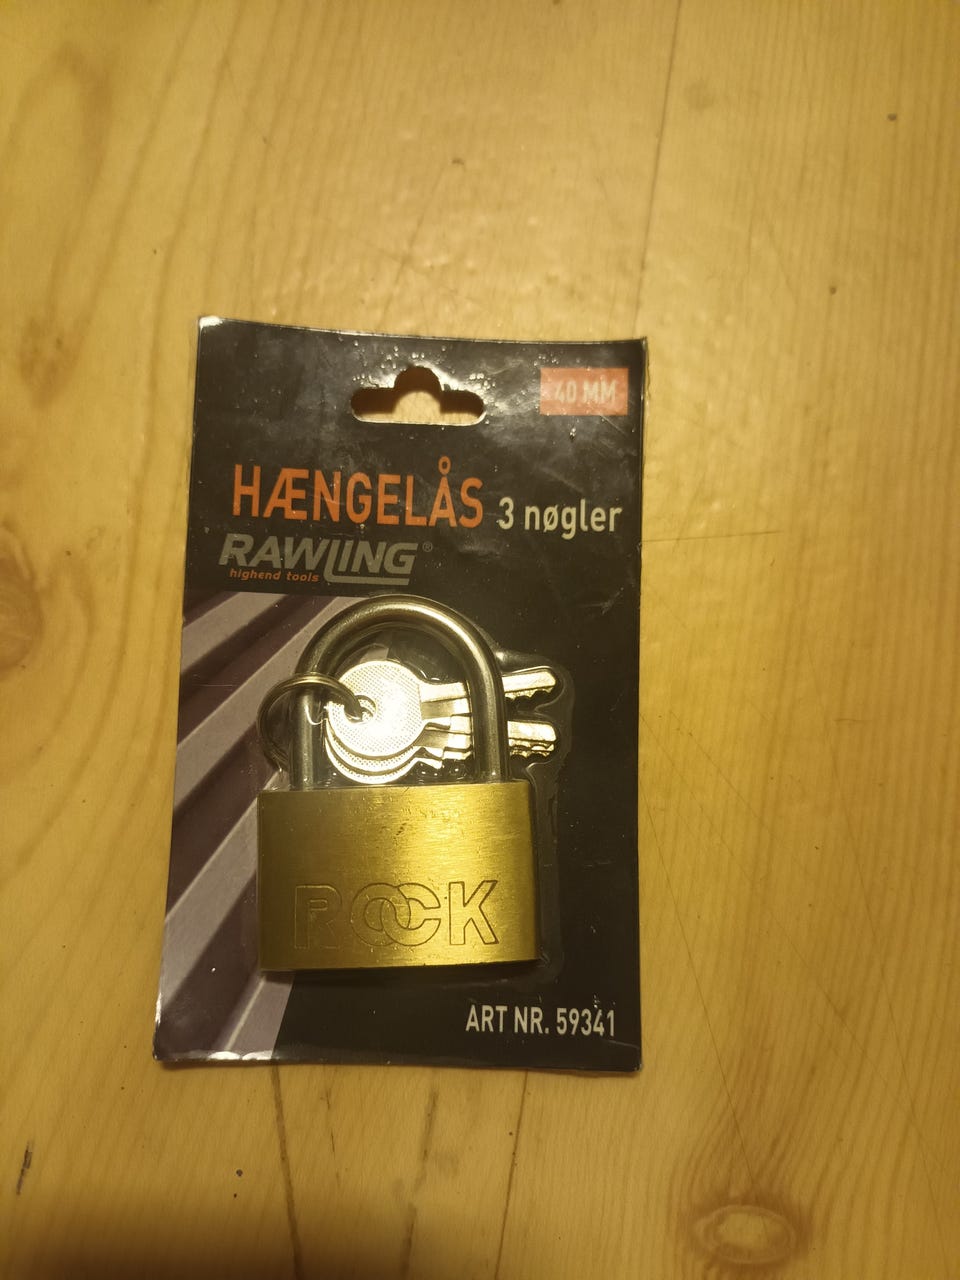 40 MM
HÆNGELÅS 3 nøgler
RAWLING®
highend tools
ROCK
ART NR. 59341